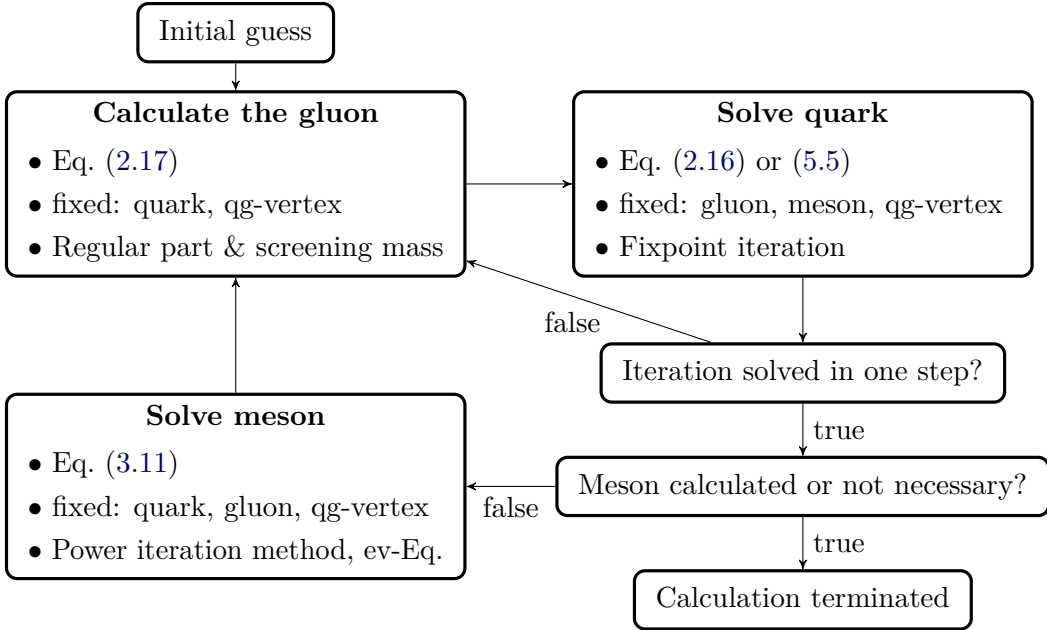 Initial guess
Calculate the gluon
• Eq. (2.17)
• fixed: quark, qg-vertex
• Regular part & screening mass
Solve quark
• Eq. (2.16) or (5.5)
• fixed: gluon, meson, qg-vertex
• Fixpoint iteration
false
Iteration solved in one step?
true
Solve meson
• Eq. (3.11)
• fixed: quark, gluon, qg-vertex
• Power iteration method, ev-Eq.
Meson calculated or not necessary?
false
true
Calculation terminated